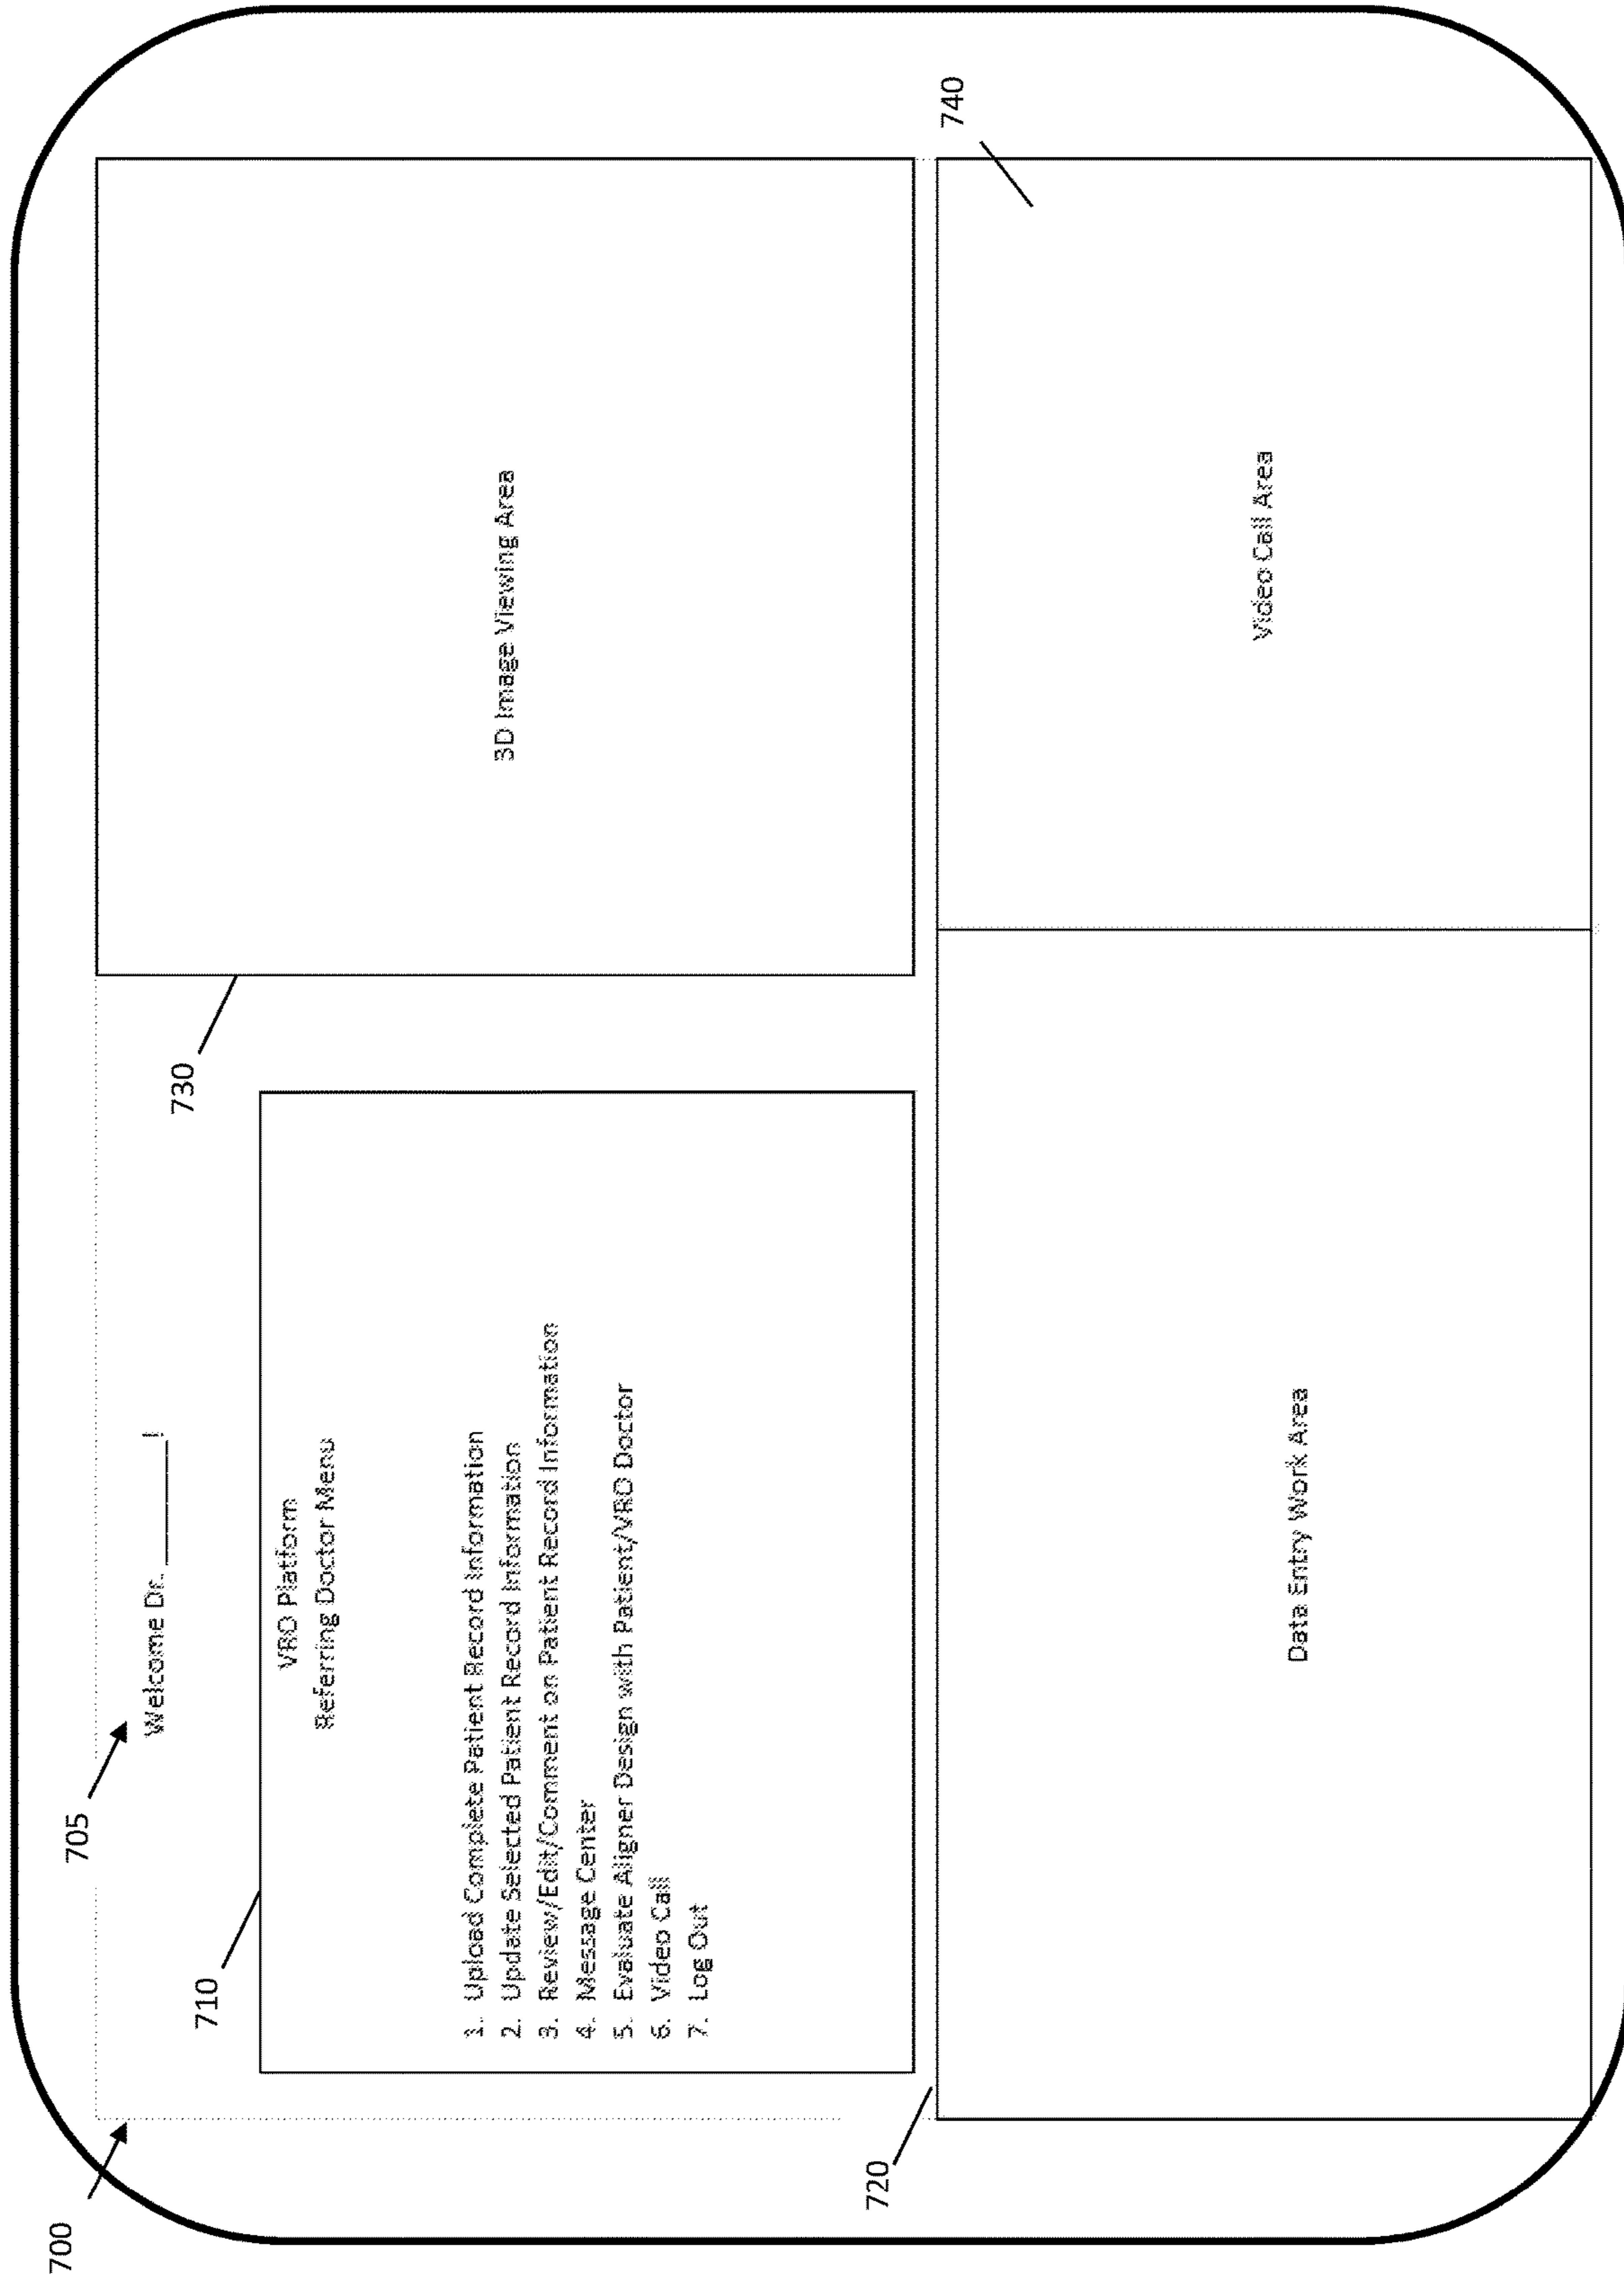 700
705
Welcome Dr. ________!
710
VRO Platform
Referring Doctor Menu
1. Upload Complete Patient Record Information
2. Update Selected Patient Record Information
3. Review/Edit/Comment on Patient Record Information
4. Message Center
5. Evaluate Aligner Design with Patient/VRO Doctor
6. Video Call
7. Log Out
730
3D Image Viewing Area
720
Data Entry Work Area
740
Video Call Area